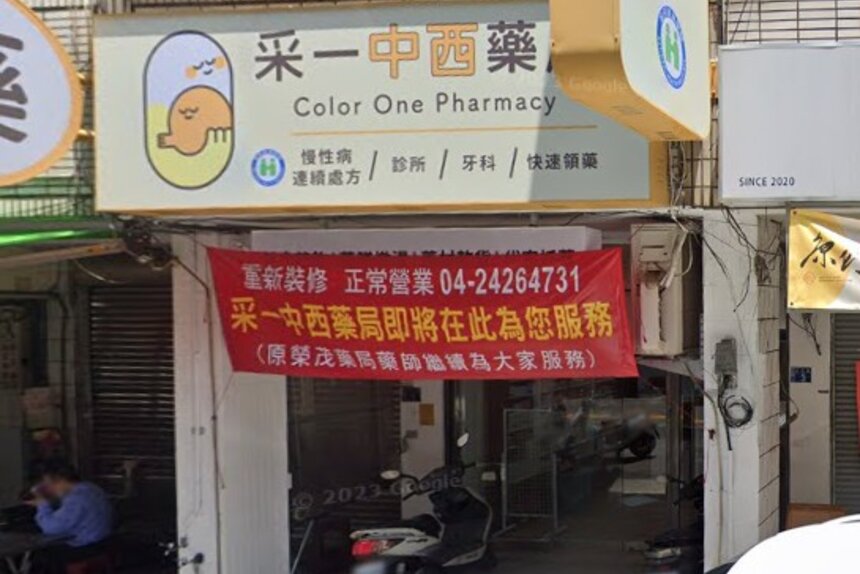 采一中西藥
Color One Pharmacy
慢性病
連續處方 / 診所 / 牙科 / 快速領藥
SINCE 2020
重新裝修 正常營業 04-24264731
采一中西藥局即將在此為您服務
(原榮茂藥局藥師繼續為大家服務)
© 2023 Google